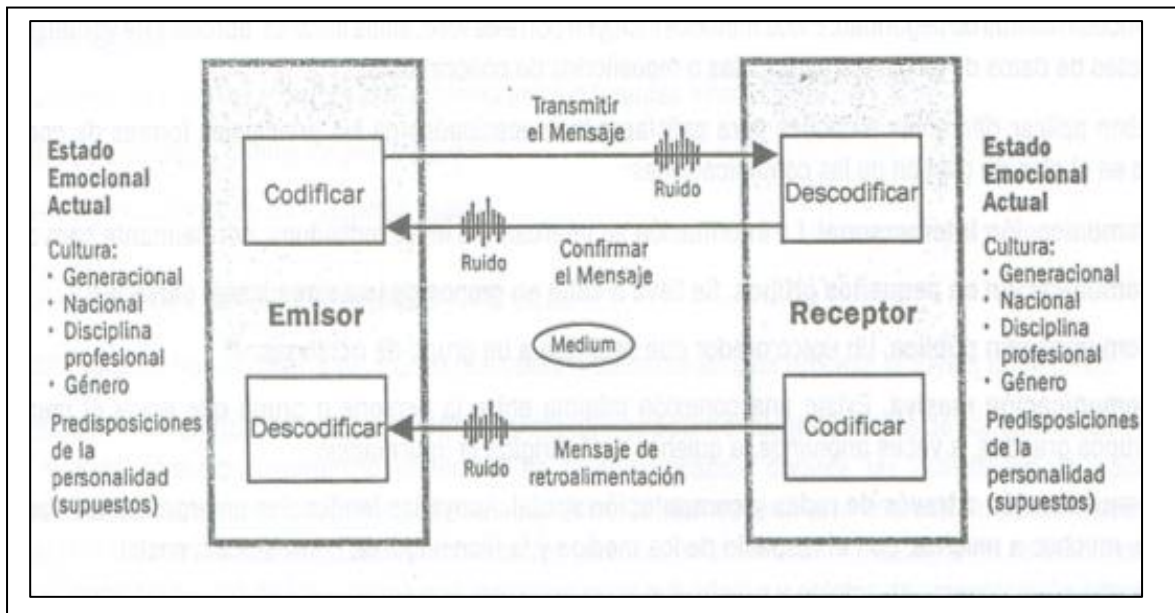 Estado
Emocional
Actual
Cultura:
• Generacional
• Nacional
• Disciplina
profesional
• Género
Predisposiciones
de la
personalidad
(supuestos)
Codificar
Emisor
Descodificar
Transmitir
el Mensaje
Ruido
Ruido
Confirmar
el Mensaje
Medium
Ruido
Mensaje de
retroalimentación
Descodificar
Receptor
Codificar
Estado
Emocional
Actual
Cultura:
• Generacional
• Nacional
• Disciplina
profesional
• Género
Predisposiciones
de la
personalidad
(supuestos)